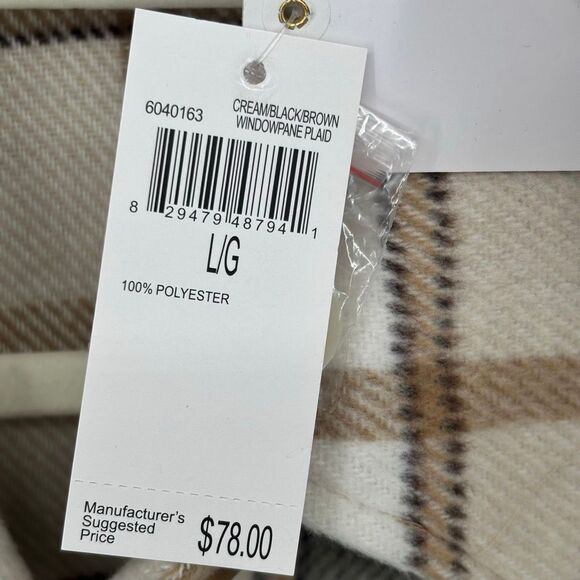 6040163 CREAM/BLACK/BROWN
WINDOWPANE PLAID
8 29479 48794 1
L/G
100% POLYESTER
Manufacturer's
Suggested
Price
$78.00